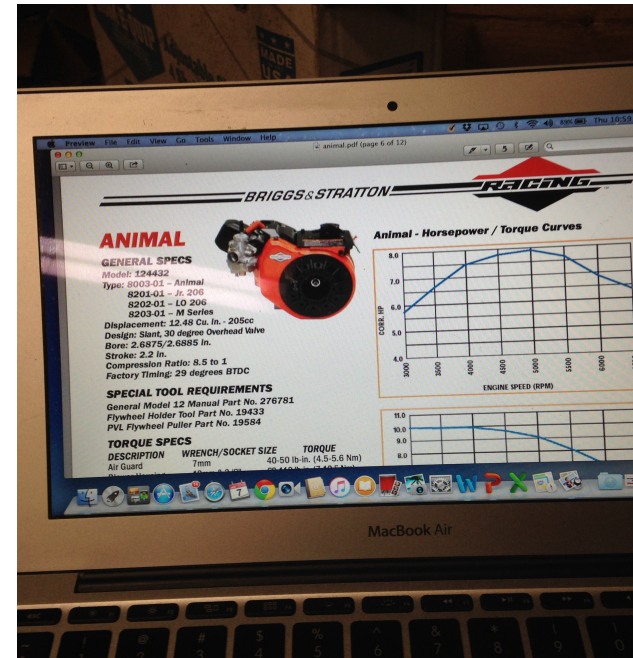 MADE
USA
Preview File Edit View Go Tools Window Help
89% Thu 10:59
animal.pdf (page 6 of 12)
BRIGGS & STRATTON RACING
ANIMAL
GENERAL SPECS
Model: 124432
Type: 8003-01 – Animal
8201-01 – Jr. 206
8202-01 – LO 206
8203-01 – M Series
Displacement: 12.48 Cu. in. - 205cc
Design: Slant, 30 degree Overhead Valve
Bore: 2.6875/2.6885 in.
Stroke: 2.2 in.
Compression Ratio: 8.5 to 1
Factory Timing: 29 degrees BTDC
SPECIAL TOOL REQUIREMENTS
General Model 12 Manual Part No. 276781
Flywheel Holder Tool Part No. 19433
PVL Flywheel Puller Part No. 19584
TORQUE SPECS
DESCRIPTION WRENCH/SOCKET SIZE TORQUE
Air Guard 7mm 40-50 lb-in. (4.5-5.6 Nm)
Animal - Horsepower / Torque Curves
8.0
7.0
6.0
5.0
4.0
CORR. HP
3000 3500 4000 4500 5000 5500 6000
ENGINE SPEED (RPM)
11.0
10.0
9.0
8.0
MacBook Air
esc